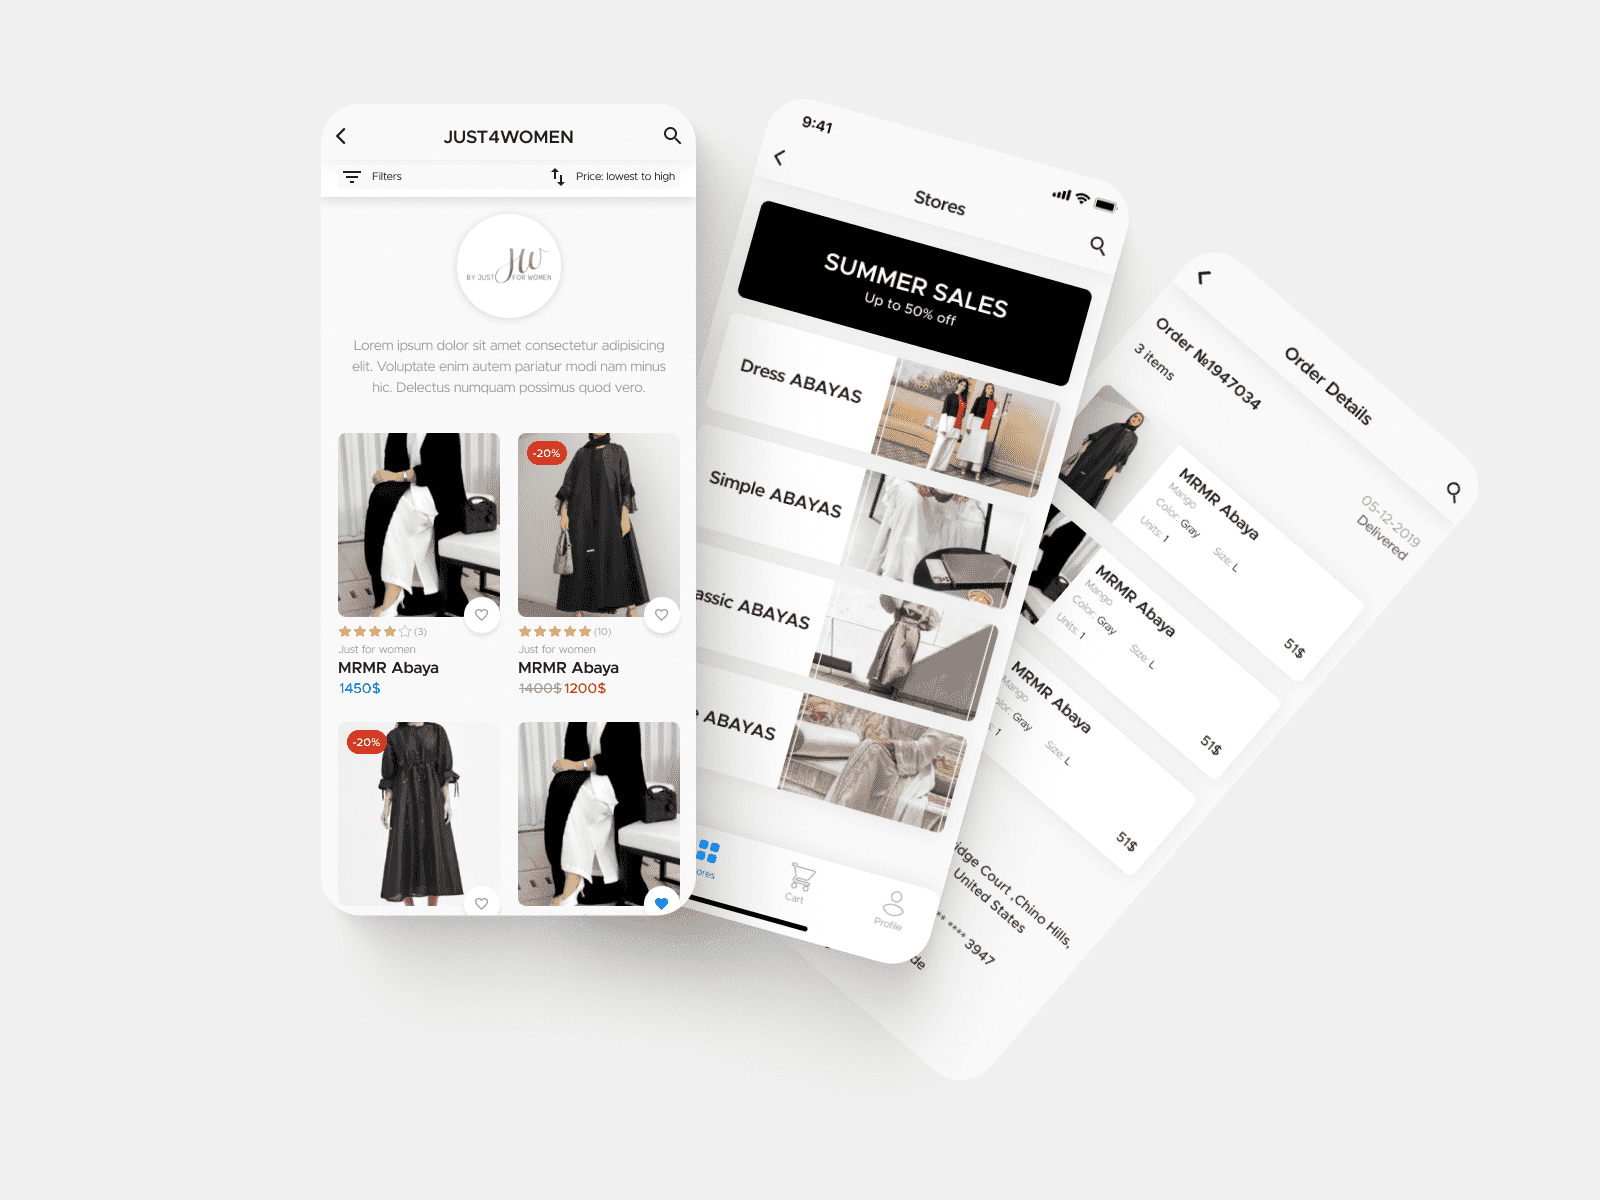 JUST4WOMEN
Filters
Price: lowest to high
JW
BY JUST FOR WOMEN
Lorem ipsum dolor sit amet consectetur adipisicing
elit. Voluptate enim autem pariatur modi nam minus
hic. Delectus numquam possimus quod vero.
-20%
(3)
Just for women
MRMR Abaya
1450$
(10)
Just for women
MRMR Abaya
1400$ 1200$
-20%
9:41
Stores
SUMMER SALES
Up to 50% off
Dress ABAYAS
Simple ABAYAS
assic ABAYAS
ABAYAS
Cart
Profile
Order Details
Order №1947034
3 items
05-12-2019
Delivered
MRMR Abaya
Mango
Color: Gray
Units: 1
Size: L
51$
MRMR Abaya
Mango
Color: Gray
Units: 1
Size: L
51$
MRMR Abaya
Mango
Gray
1
Size: L
51$
idge Court ,Chino Hills,
United States
** **** 3947
de